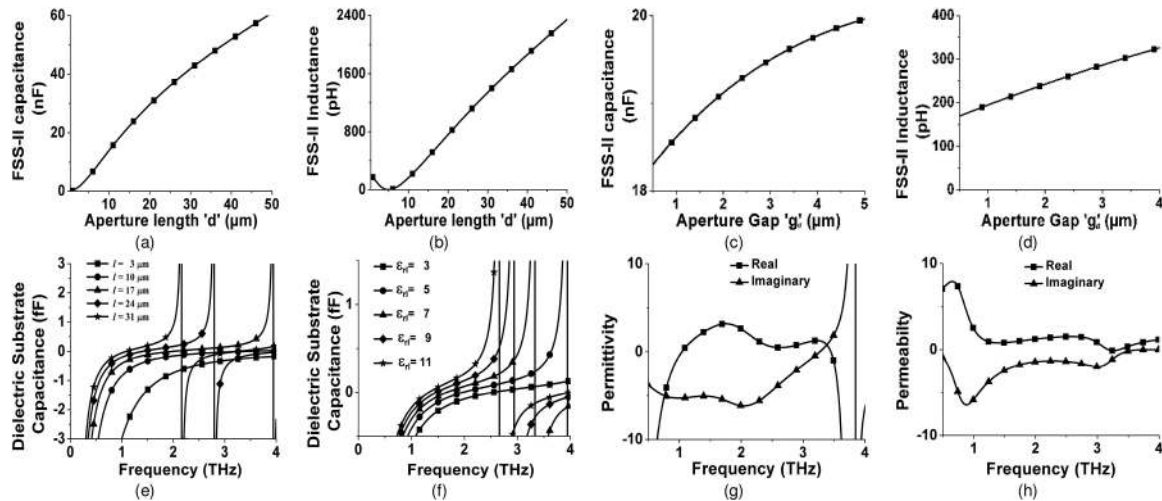 60
40
20
0
FSS-II capacitance
(nF)
0 10 20 30 40 50
Aperture length 'd' (μm)
(a)
2400
1800
1200
600
0
FSS-II Inductance
(pH)
0 10 20 30 40 50
Aperture length 'd' (μm)
(b)
20
18
FSS-II capacitance
(nF)
1 2 3 4 5
Aperture Gap 'gₐ' (μm)
(c)
400
300
200
100
0
FSS-II Inductance
(pH)
1 2 3 4
Aperture Gap 'gₐ' (μm)
(d)
3
2
1
0
-1
-2
-3
Dielectric Substrate
Capacitance (fF)
l = 3 μm
l = 10 μm
l = 17 μm
l = 24 μm
l = 31 μm
0 1 2 3 4
Frequency (THz)
(e)
1
0
Dielectric Substrate
Capacitance (fF)
εrl= 3
εrl= 5
εrl= 7
εrl= 9
εrl= 11
0 1 2 3 4
Frequency (THz)
(f)
10
0
-10
Permittivity
Real
Imaginary
1 2 3 4
Frequency (THz)
(g)
10
0
-10
Permeability
Real
Imaginary
1 2 3 4
Frequency (THz)
(h)